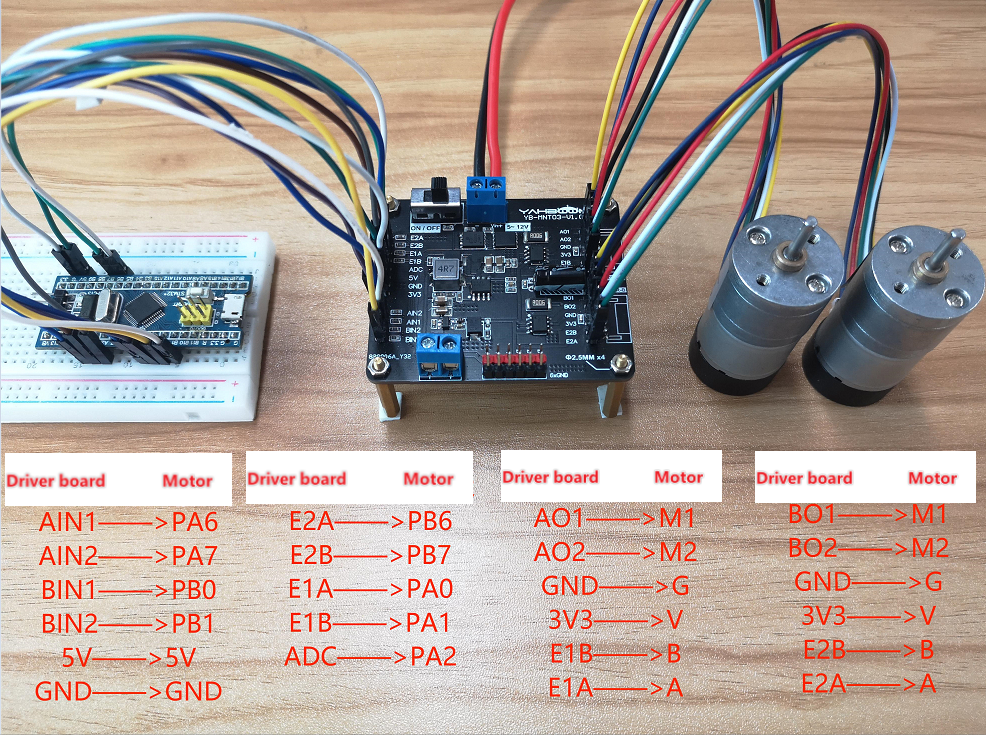 YAHBOOM
YB-MNT03-V1.0
ON / OFF
5~ 12V
E2A
E2B
E1A
E1B
ADC
5V
GND
3V3
AIN2
AIN1
BIN2
4R7
R006
R006
AO1
AO2
GND
3V3
E1B
BO1
BO2
GND
3V3
E2B
E2A
Φ2.5MM x4
6xGND
Driver board Motor
AIN1——>PA6
AIN2——>PA7
BIN1——>PB0
BIN2——>PB1
5V——>5V
GND——>GND
Driver board Motor
E2A——>PB6
E2B——>PB7
E1A——>PA0
E1B——>PA1
ADC——>PA2
Driver board Motor
AO1——>M1
AO2——>M2
GND——>G
3V3——>V
E1B——>B
E1A——>A
Driver board Motor
BO1——>M1
BO2——>M2
GND——>G
3V3——>V
E2B——>B
E2A——>A